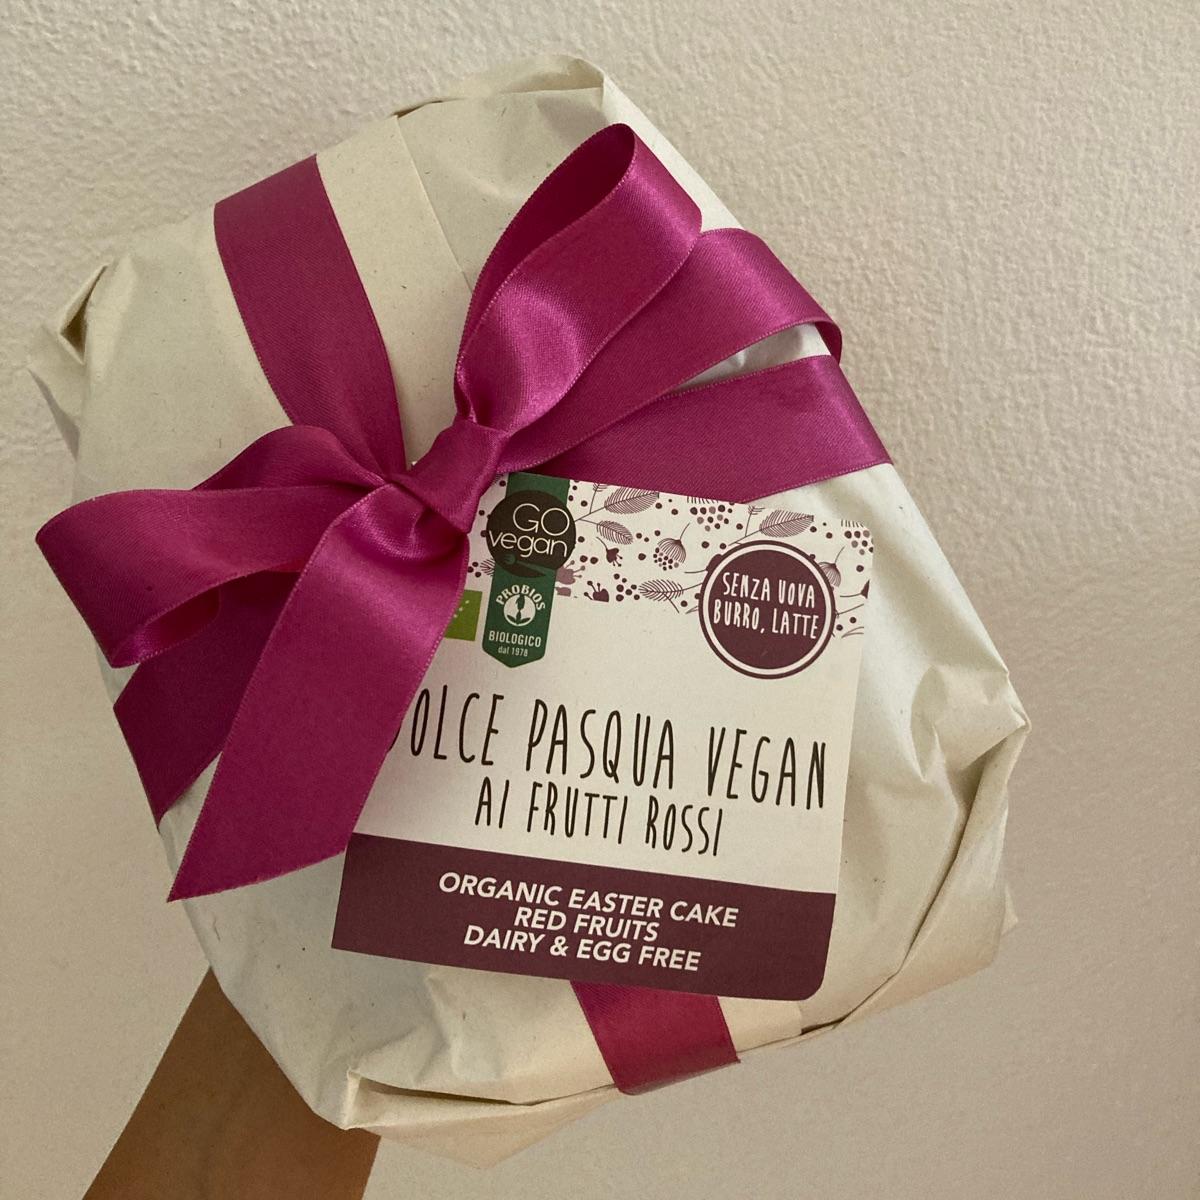 GO
vegan
PROBIOS
BIOLOGICO
dal 1978
SENZA UOVA
BURRO, LATTE
DOLCE PASQUA VEGAN
AI FRUTTI ROSSI
ORGANIC EASTER CAKE
RED FRUITS
DAIRY & EGG FREE